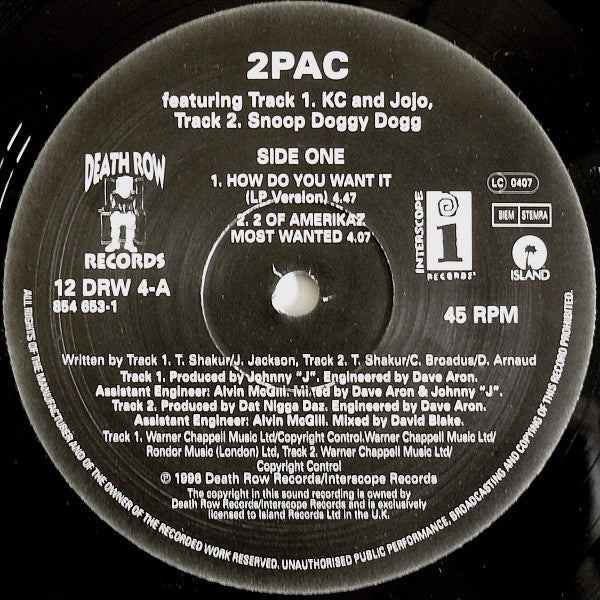 2PAC
featuring Track 1. KC and Jojo,
Track 2. Snoop Doggy Dogg
SIDE ONE
1. HOW DO YOU WANT IT
(LP Version) 4.47
2. 2 OF AMERIKAZ
MOST WANTED 4.07
DEATH ROW
RECORDS
12 DRW 4-A
854 653-1
INTERSCOPE
i
RECORDS
LC 0407
BIEM STEMRA
ISLAND
45 RPM
Written by Track 1. T. Shakur/J. Jackson, Track 2. T. Shakur/C. Broadus/D. Arnaud
Track 1. Produced by Johnny "J". Engineered by Dave Aron.
Assistant Engineer: Alvin McGill. Mixed by Dave Aron & Johnny "J".
Track 2. Produced by Dat Nigga Daz. Engineered by Dave Aron.
Assistant Engineer: Alvin McGill. Mixed by David Blake.
Track 1. Warner Chappell Music Ltd/Copyright Control.Warner Chappell Music Ltd/
Rondor Music (London) Ltd, Track 2. Warner Chappell Music Ltd/
Copyright Control
℗ 1996 Death Row Records/Interscope Records
The copyright in this sound recording is owned by
Death Row Records/Interscope Records and is exclusively
licensed to Island Records Ltd in the U.K.
ALL RIGHTS OF THE MANUFACTURER AND OF THE OWNER OF THE RECORDED WORK RESERVED. UNAUTHORISED PUBLIC PERFORMANCE, BROADCASTING AND COPYING OF THIS RECORD PROHIBITED.